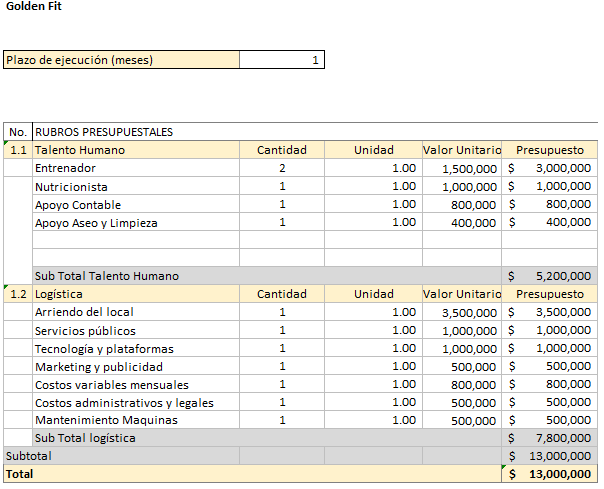 Golden Fit
Plazo de ejecución (meses) 1
No. RUBROS PRESUPUESTALES
1.1 Talento Humano Cantidad Unidad Valor Unitario Presupuesto
Entrenador 2 1.00 1,500,000 $ 3,000,000
Nutricionista 1 1.00 1,000,000 $ 1,000,000
Apoyo Contable 1 1.00 800,000 $ 800,000
Apoyo Aseo y Limpieza 1 1.00 400,000 $ 400,000
Sub Total Talento Humano $ 5,200,000
1.2 Logística Cantidad Unidad Valor Unitario Presupuesto
Arriendo del local 1 1.00 3,500,000 $ 3,500,000
Servicios públicos 1 1.00 1,000,000 $ 1,000,000
Tecnología y plataformas 1 1.00 1,000,000 $ 1,000,000
Marketing y publicidad 1 1.00 500,000 $ 500,000
Costos variables mensuales 1 1.00 800,000 $ 800,000
Costos administrativos y legales 1 1.00 500,000 $ 500,000
Mantenimiento Maquinas 1 1.00 500,000 $ 500,000
Sub Total logística $ 7,800,000
Subtotal $ 13,000,000
Total $ 13,000,000